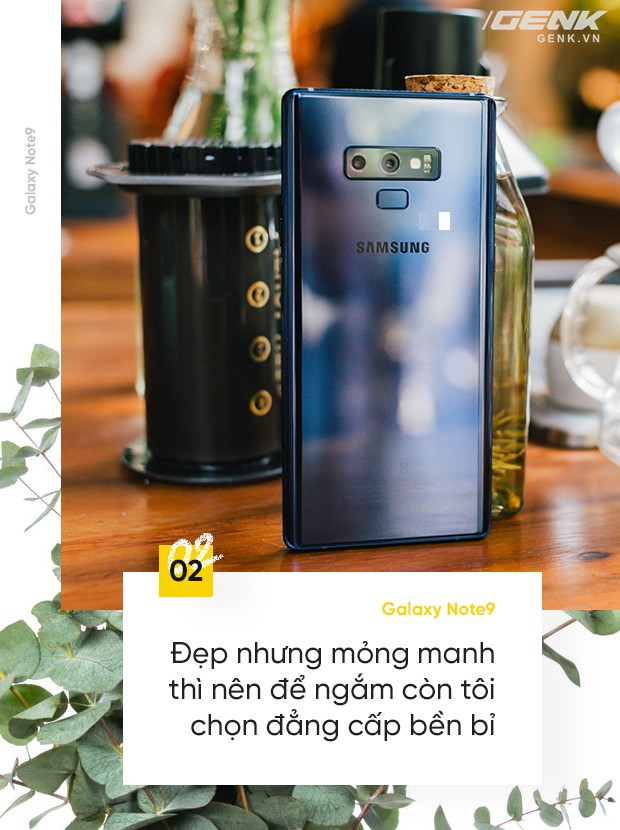 GENK
GENK.VN
Galaxy Note9
SAMSUNG
02
02
Galaxy Note9
Đẹp nhưng mỏng manh
thì nên để ngắm còn tôi
chọn đẳng cấp bền bỉ